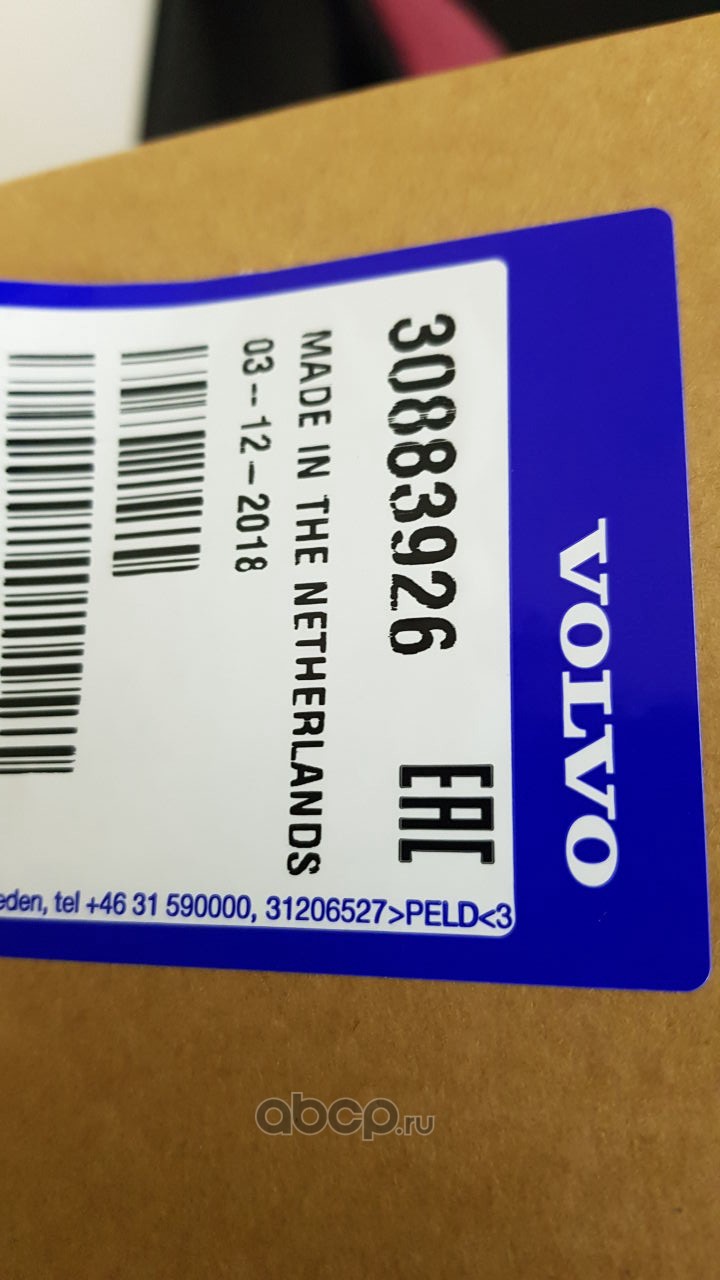 VOLVO
30883926 EAC
MADE IN THE NETHERLANDS
03--12-2018
eden, tel +46 31 590000, 31206527>PELD<3
abcp.ru